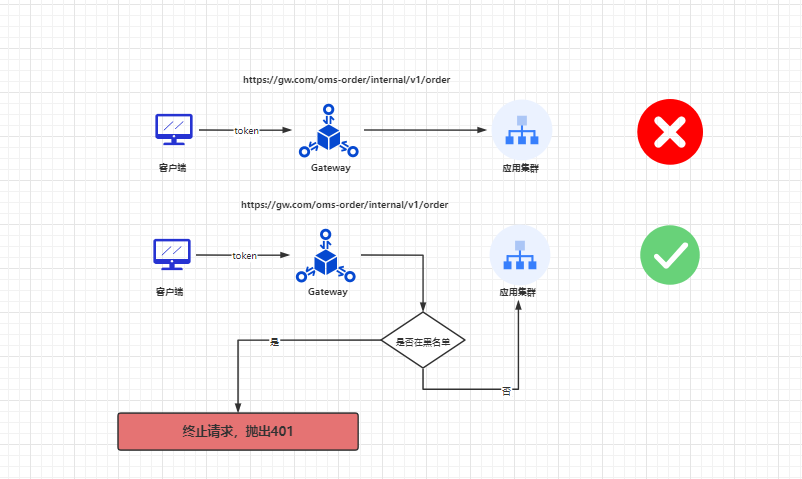 https://gw.com/oms-order/internal/v1/order
token
客户端
Gateway
应用集群
https://gw.com/oms-order/internal/v1/order
token
客户端
Gateway
应用集群
是否在黑名单
是
否
终止请求，抛出401